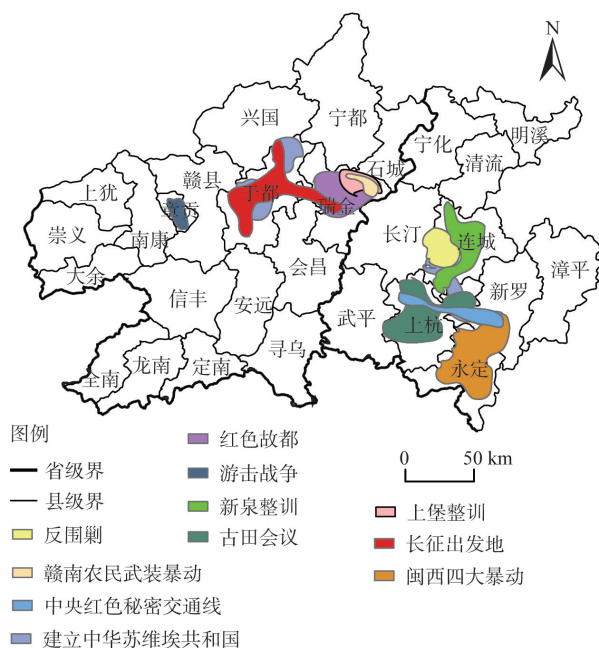 N
兴国
宁都
宁化
明溪
清流
石城
赣县
上犹
章贡
于都
瑞金
长汀
连城
崇义
南康
会昌
漳平
大余
信丰
安远
武平
上杭
新罗
寻乌
永定
全南
龙南
定南
图例
省级界
县级界
反围剿
赣南农民武装暴动
中央红色秘密交通线
建立中华苏维埃共和国
红色故都
游击战争
新泉整训
古田会议
0 50 km
上堡整训
长征出发地
闽西四大暴动